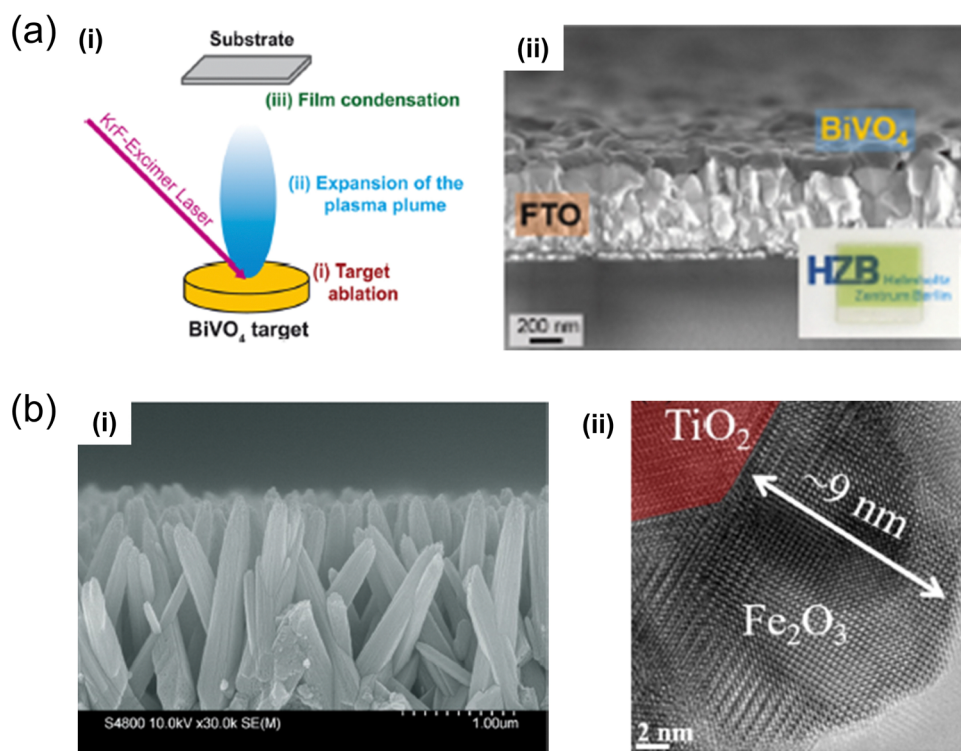 (a)
(i)
Substrate
(iii) Film condensation
KrF-Excimer Laser
(ii) Expansion of the
plasma plume
(i) Target
ablation
BiVO₄ target
(ii)
BiVO₄
FTO
HZB Helmholtz
Zentrum Berlin
200 nm
(b)
(i)
S4800 10.0kV x30.0k SE(M)
1.00um
(ii)
TiO₂
~9 nm
Fe₂O₃
2 nm